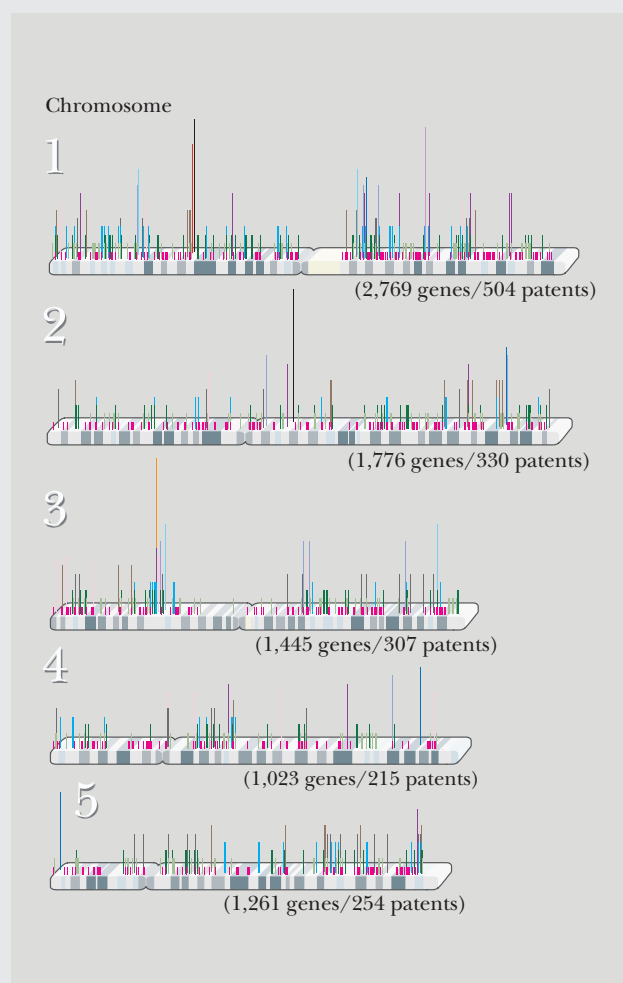 Chromosome
1
(2,769 genes/504 patents)
2
(1,776 genes/330 patents)
3
(1,445 genes/307 patents)
4
(1,023 genes/215 patents)
5
(1,261 genes/254 patents)